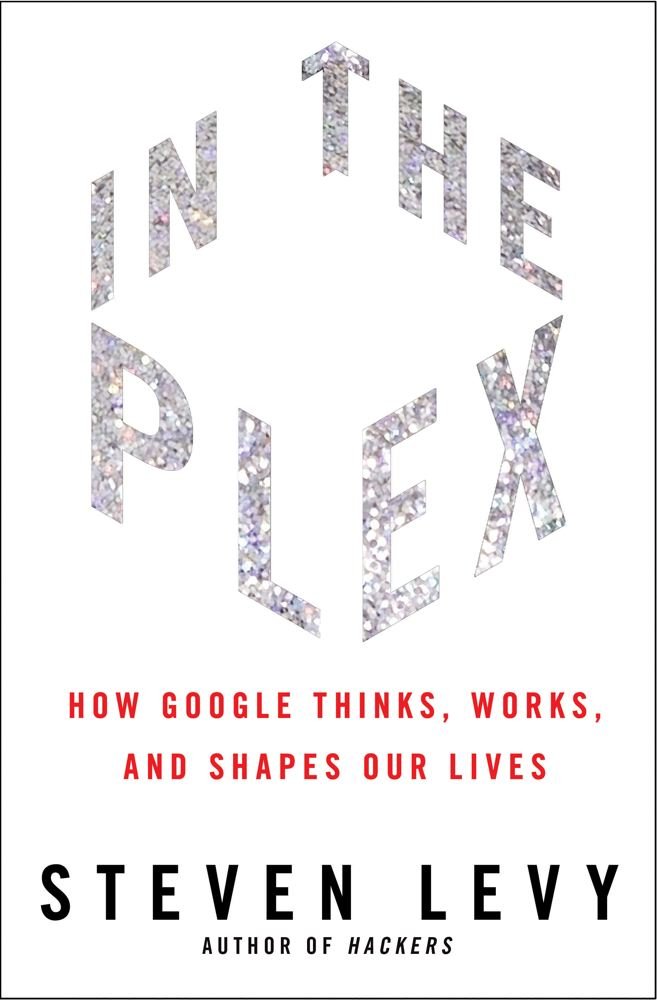 IN THE
PLEX
HOW GOOGLE THINKS, WORKS,
AND SHAPES OUR LIVES
STEVEN LEVY
AUTHOR OF HACKERS